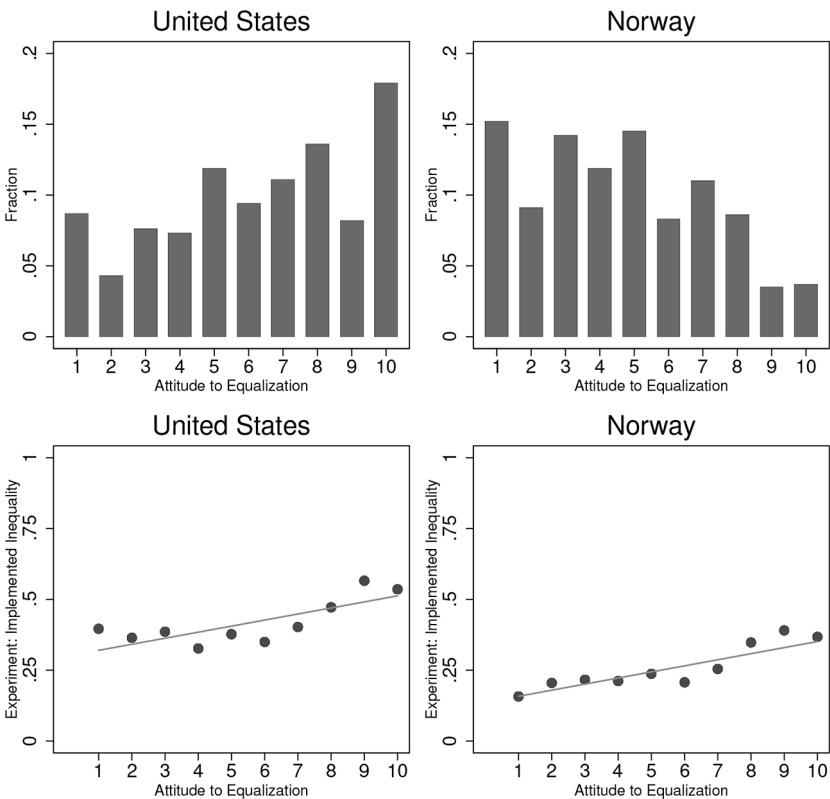 United States
Norway
Fraction
.2
.15
.1
.05
0
1 2 3 4 5 6 7 8 9 10
Attitude to Equalization
Fraction
.2
.15
.1
.05
0
1 2 3 4 5 6 7 8 9 10
Attitude to Equalization
United States
Norway
Experiment: Implemented Inequality
1
.75
.5
.25
0
1 2 3 4 5 6 7 8 9 10
Attitude to Equalization
Experiment: Implemented Inequality
1
.75
.5
.25
0
1 2 3 4 5 6 7 8 9 10
Attitude to Equalization